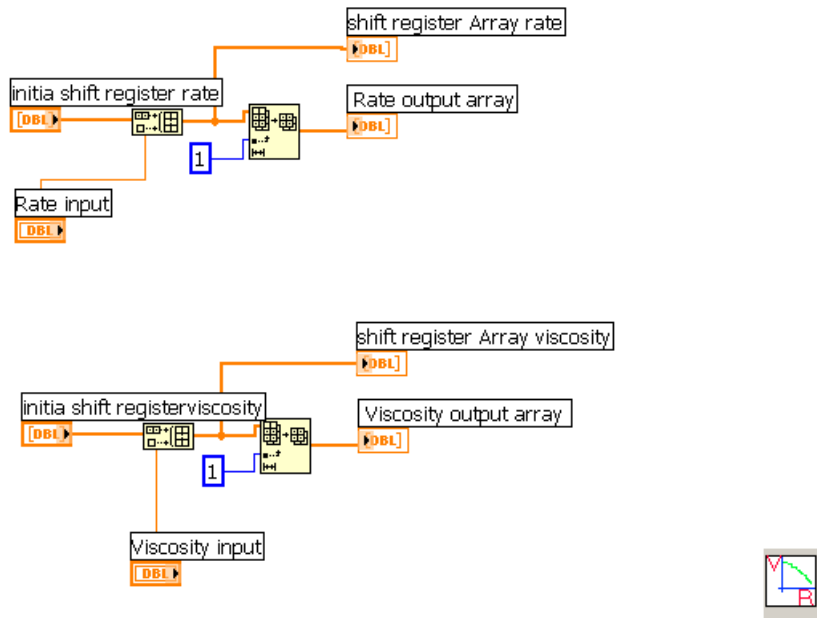 shift register Array rate
DBL]
initia shift register rate
[DBL]
Rate output array
DBL]
1
Rate input
DBL
shift register Array viscosity
DBL]
initia shift registerviscosity
[DBL]
Viscosity output array
DBL]
1
Viscosity input
DBL
V
R